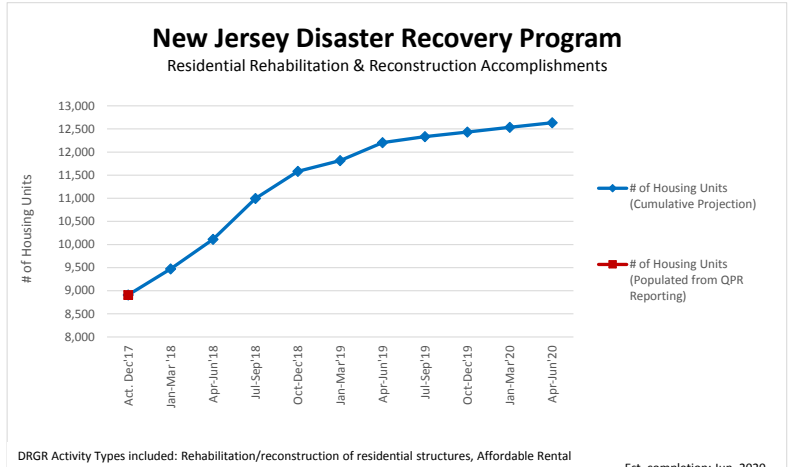 New Jersey Disaster Recovery Program
Residential Rehabilitation & Reconstruction Accomplishments
13,000
12,500
12,000
11,500
11,000
10,500
10,000
9,500
9,000
8,500
8,000
# of Housing Units
Act. Dec'17
Jan-Mar '18
Apr-Jun'18
Jul-Sep'18
Oct-Dec'18
Jan-Mar'19
Apr-Jun'19
Jul-Sep'19
Oct-Dec'19
Jan-Mar'20
Apr-Jun'20
# of Housing Units
(Cumulative Projection)
# of Housing Units
(Populated from QPR
Reporting)
DRGR Activity Types included: Rehabilitation/reconstruction of residential structures, Affordable Rental
Est. completion: Jun, 2020